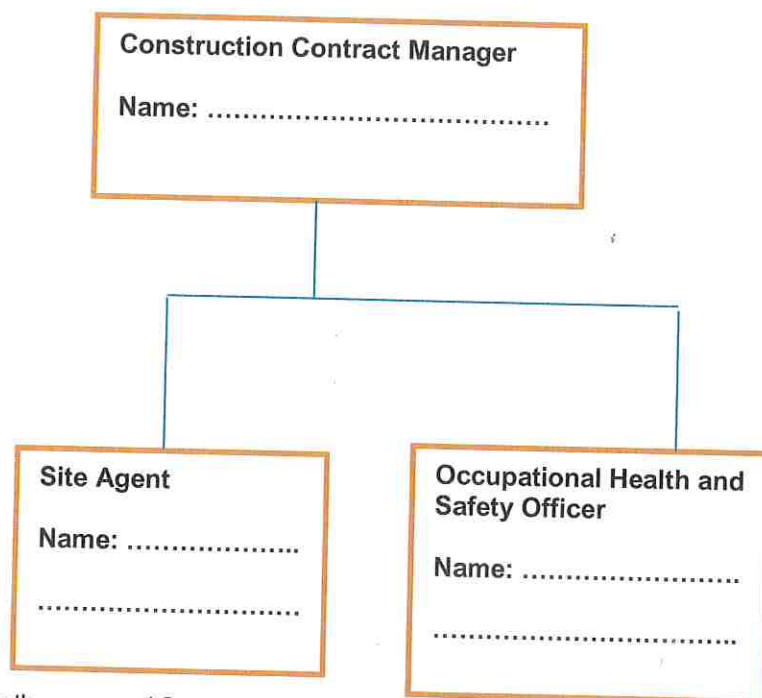 Construction Contract Manager
Name: ......................................
Site Agent
Name: ...................
.............................
Occupational Health and
Safety Officer
Name: ........................
..................................